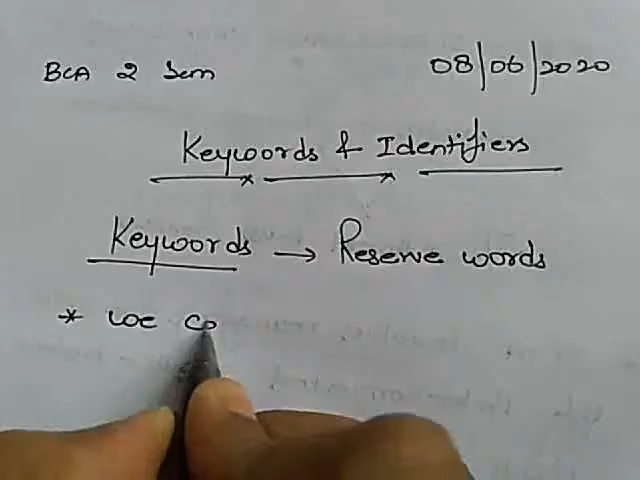 BCA 2 Sem 08/06/2020
Keywords & Identifiers
Keywords → Reserve words
* we co